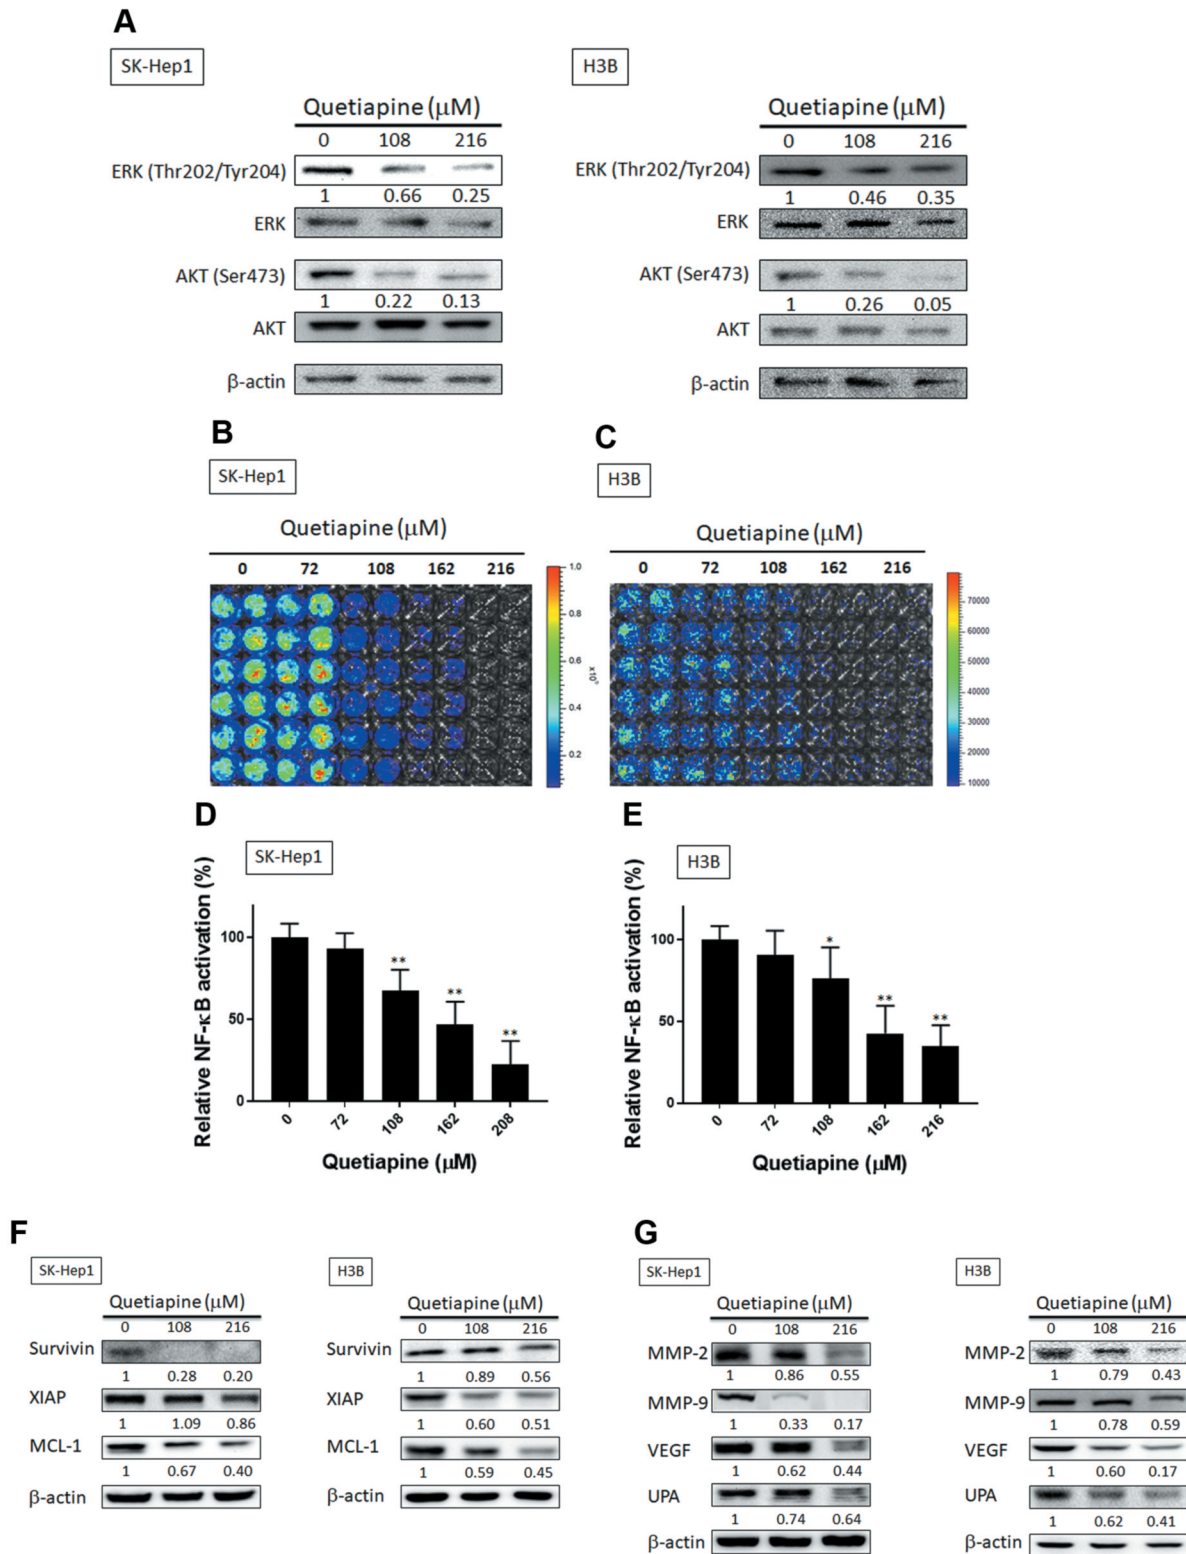 A
SK-Hep1
Quetiapine (μM)
0 108 216
ERK (Thr202/Tyr204)
1 0.66 0.25
ERK
AKT (Ser473)
1 0.22 0.13
AKT
β-actin
H3B
Quetiapine (μM)
0 108 216
ERK (Thr202/Tyr204)
1 0.46 0.35
ERK
AKT (Ser473)
1 0.26 0.05
AKT
β-actin
B
SK-Hep1
Quetiapine (μM)
0 72 108 162 216
1.0
0.8
0.6
0.4
0.2
C
H3B
Quetiapine (μM)
0 72 108 162 216
70000
60000
50000
40000
30000
20000
10000
D
SK-Hep1
Relative NF-κB activation (%)
100
50
0
** ** **
0 72 108 162 208
Quetiapine (μM)
E
H3B
Relative NF-κB activation (%)
100
50
0
* ** **
0 72 108 162 216
Quetiapine (μM)
F
SK-Hep1
Quetiapine (μM)
0 108 216
Survivin
1 0.28 0.20
XIAP
1 1.09 0.86
MCL-1
1 0.67 0.40
β-actin
H3B
Quetiapine (μM)
0 108 216
Survivin
1 0.89 0.56
XIAP
1 0.60 0.51
MCL-1
1 0.59 0.45
β-actin
G
SK-Hep1
Quetiapine (μM)
0 108 216
MMP-2
1 0.86 0.55
MMP-9
1 0.33 0.17
VEGF
1 0.62 0.44
UPA
1 0.74 0.64
β-actin
H3B
Quetiapine (μM)
0 108 216
MMP-2
1 0.79 0.43
MMP-9
1 0.78 0.59
VEGF
1 0.60 0.17
UPA
1 0.62 0.41
β-actin